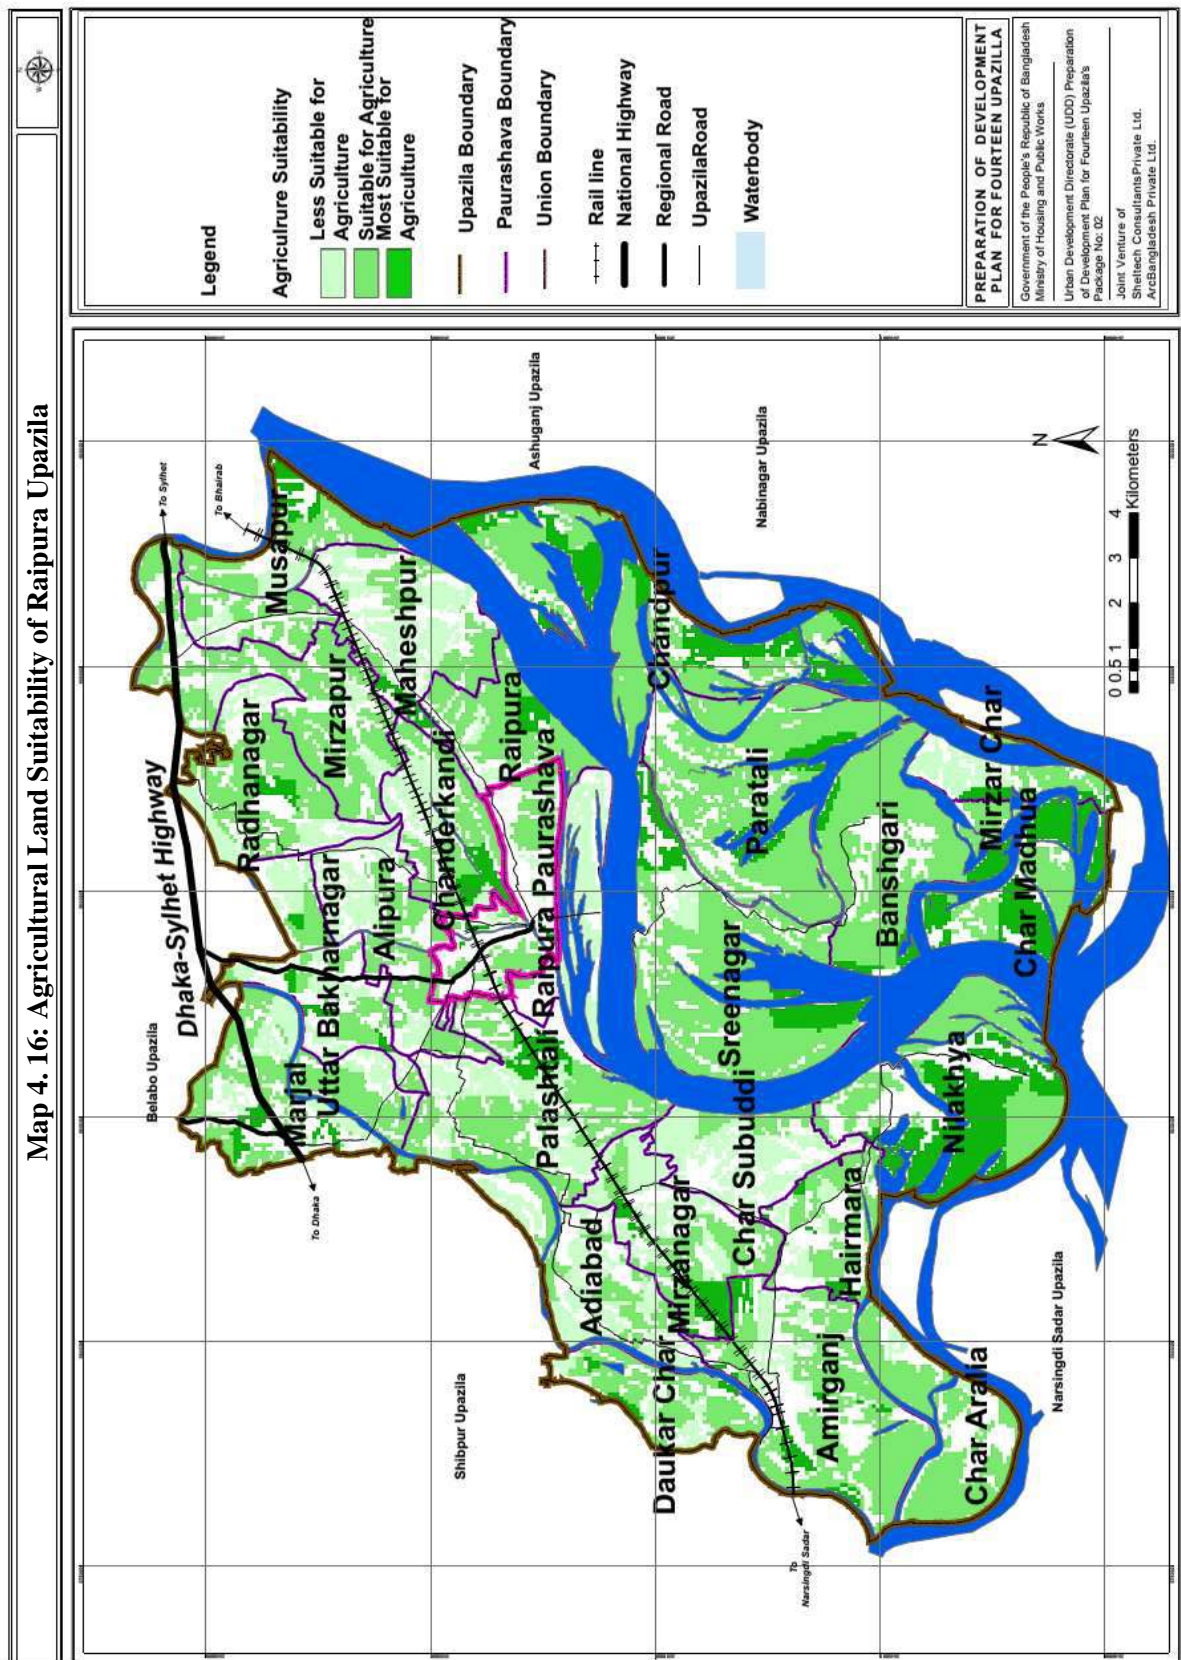 Map 4. 16: Agricultural Land Suitability of Raipura Upazila
N
W
E
Belabo Upazila
Dhaka-Sylhet Highway
To Sylhet
To Bhairab
To Dhaka
Marjal
Uttar Bakharnagar
Radhanagar
Musapur
Alipura
Mirzapur
Maheshpur
Chanderkandi
Raipura
Ashuganj Upazila
Shibpur Upazila
Palashtali
Raipura Paurashava
Adiabad
Daukar Char
Mirzanagar
Chandpur
Char Subuddi
Sreenagar
Paratali
Nabinagar Upazila
To
Narsingdi Sadar
Amirganj
Hairmara
Banshgari
Nilakhya
Char Aralia
Mirzar Char
Char Madhua
Narsingdi Sadar Upazila
N
0 0.5 1 2 3 4
Kilometers
Legend
Agriculrure Suitability
Less Suitable for
Agriculture
Suitable for Agriculture
Most Suitable for
Agriculture
Upazila Boundary
Paurashava Boundary
Union Boundary
Rail line
National Highway
Regional Road
UpazilaRoad
Waterbody
PREPARATION OF DEVELOPMENT
PLAN FOR FOURTEEN UPAZILLA
Government of the People's Republic of Bangladesh
Ministry of Housing and Public Works
Urban Development Directorate (UDD) Preparation
of Development Plan for Fourteen Upazila's
Package No: 02
Joint Venture of
Sheltech ConsultantsPrivate Ltd.
ArcBangladesh Private Ltd.